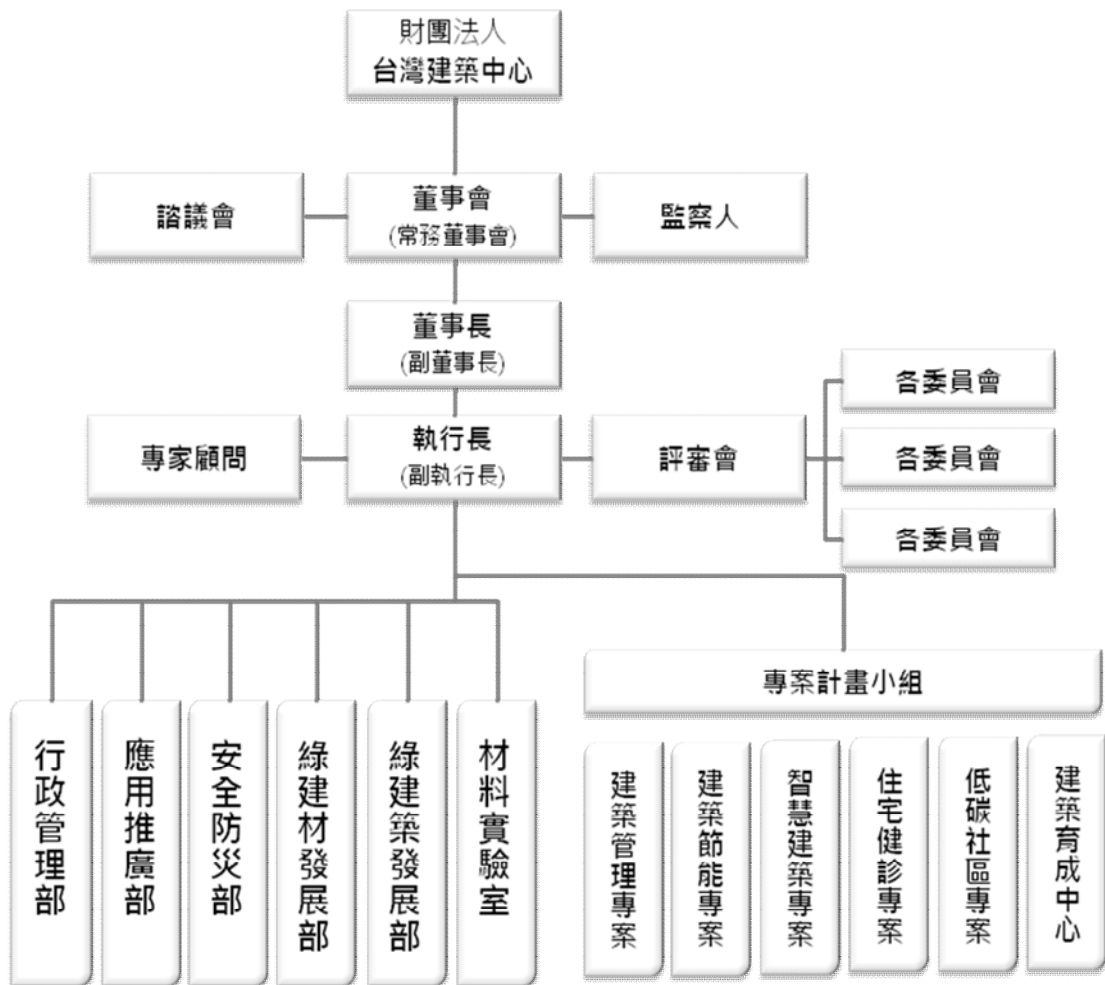 財團法人
台灣建築中心
諮議會
董事會
(常務董事會)
監察人
董事長
(副董事長)
專家顧問
執行長
(副執行長)
評審會
各委員會
各委員會
各委員會
行政管理部
應用推廣部
安全防災部
綠建材發展部
綠建築發展部
材料實驗室
專案計畫小組
建築管理專案
建築節能專案
智慧建築專案
住宅健診專案
低碳社區專案
建築育成中心